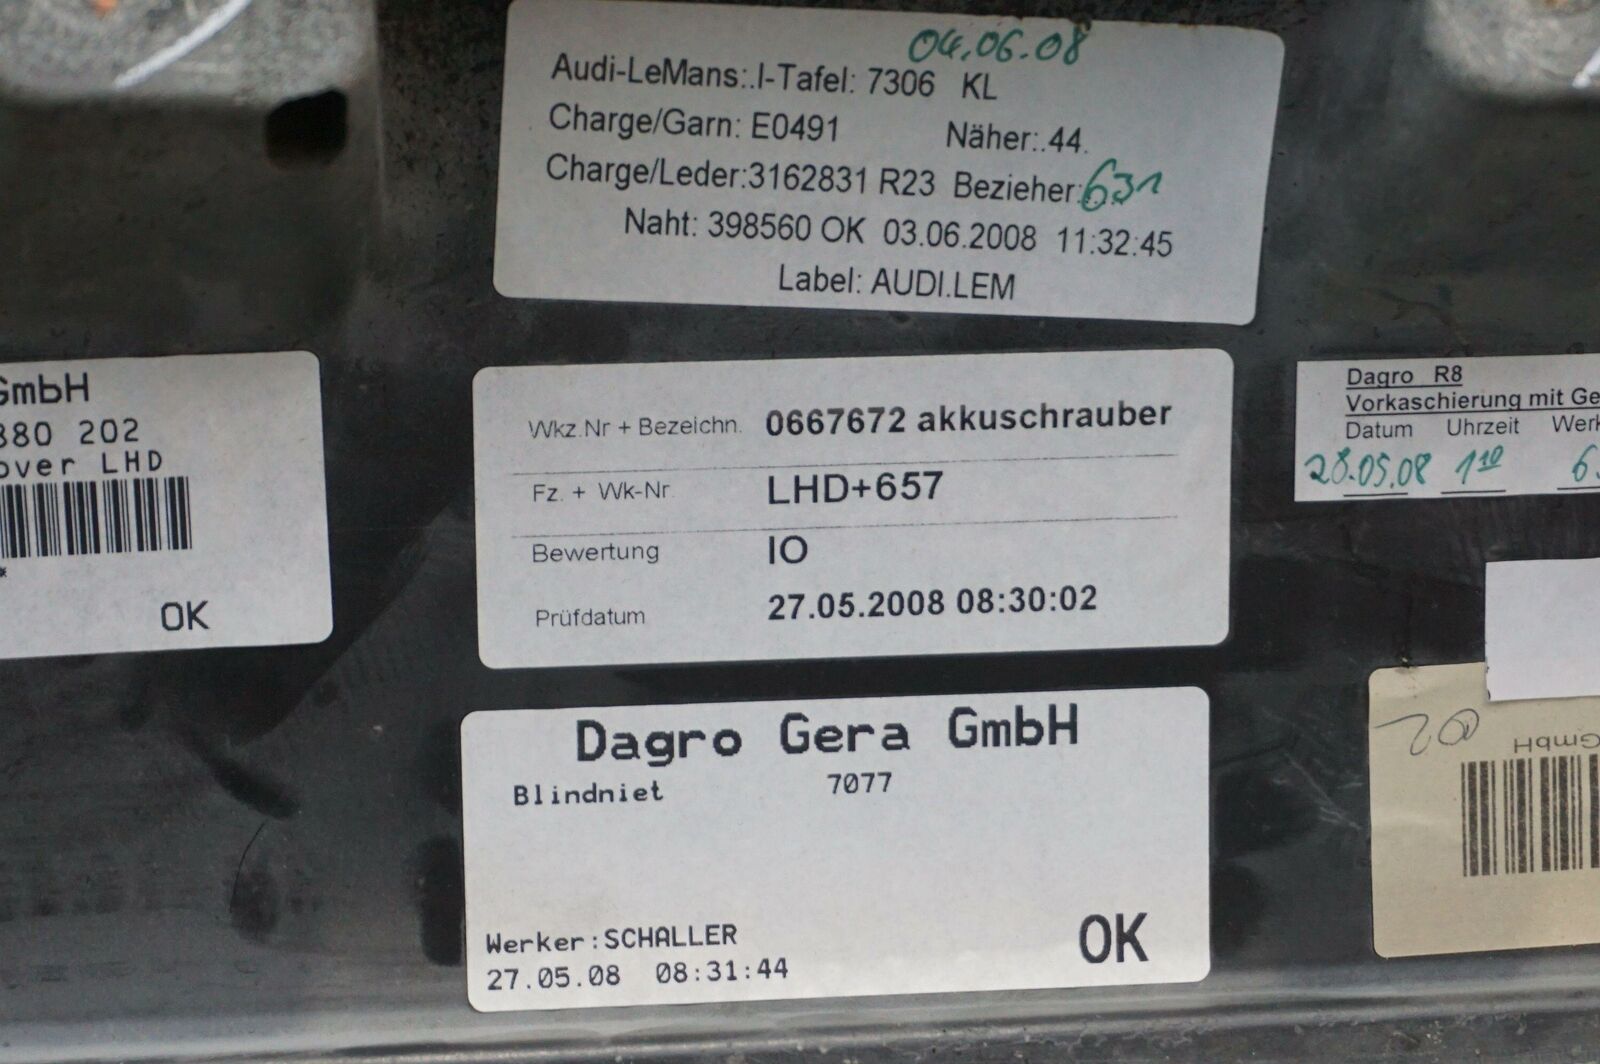 04.06.08
Audi-LeMans:.I-Tafel: 7306 KL
Charge/Garn: E0491 Näher:.44.
Charge/Leder:3162831 R23 Bezieher:631
Naht: 398560 OK 03.06.2008 11:32:45
Label: AUDI.LEM
GmbH
880 202
over LHD
*
OK
Wkz.Nr + Bezeichn. 0667672 akkuschrauber
Fz. + Wk-Nr. LHD+657
Bewertung IO
Prüfdatum 27.05.2008 08:30:02
Dagro R8
Vorkaschierung mit Ge
Datum Uhrzeit Werk
28.05.08 110 6
Dagro Gera GmbH
Blindniet 7077
Werker:SCHALLER
27.05.08 08:31:44
OK
GmbH